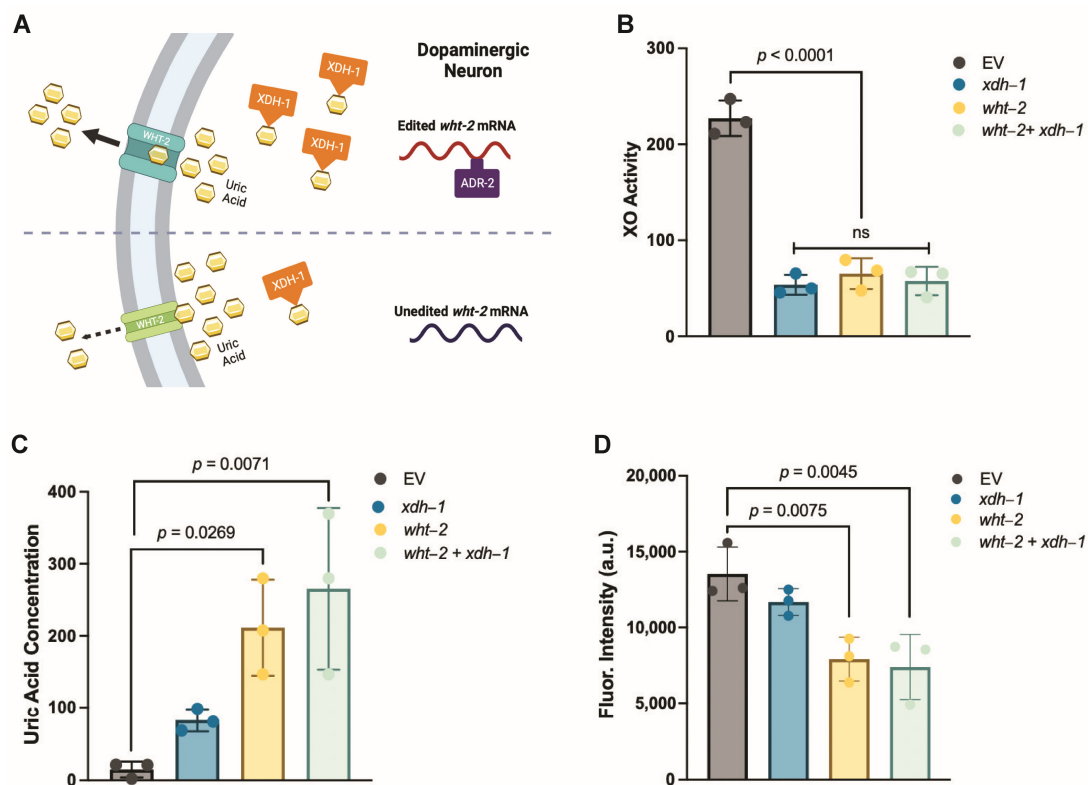 A
Dopaminergic
Neuron
XDH-1
XDH-1
XDH-1
WHT-2
Uric
Acid
Edited wht-2 mRNA
ADR-2
XDH-1
WHT-2
Uric
Acid
Unedited wht-2 mRNA
B
XO Activity
300
200
100
0
p < 0.0001
ns
EV
xdh–1
wht–2
wht–2+ xdh–1
C
Uric Acid Concentration
400
300
200
100
0
p = 0.0071
p = 0.0269
EV
xdh–1
wht–2
wht–2 + xdh–1
D
Fluor. Intensity (a.u.)
20,000
15,000
10,000
5,000
0
p = 0.0045
p = 0.0075
EV
xdh–1
wht–2
wht–2 + xdh–1